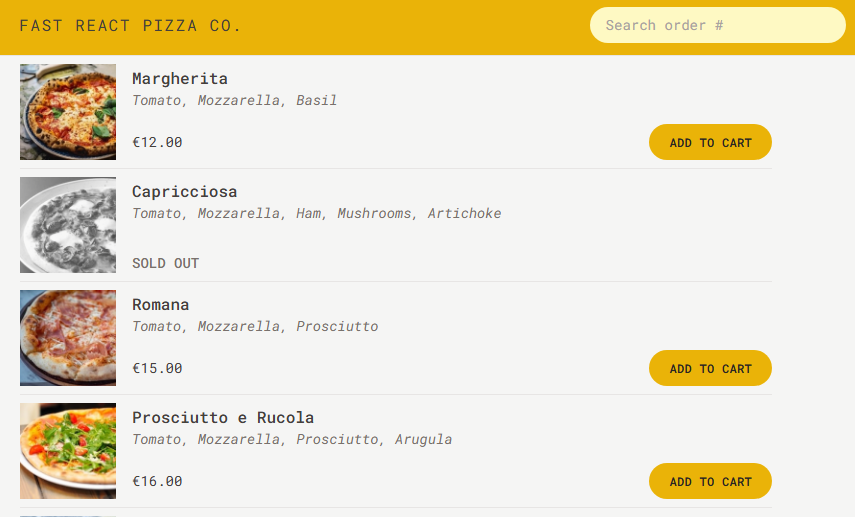 FAST REACT PIZZA CO.
Search order #
Margherita
Tomato, Mozzarella, Basil
€12.00
ADD TO CART
Capricciosa
Tomato, Mozzarella, Ham, Mushrooms, Artichoke
SOLD OUT
Romana
Tomato, Mozzarella, Prosciutto
€15.00
ADD TO CART
Prosciutto e Rucola
Tomato, Mozzarella, Prosciutto, Arugula
€16.00
ADD TO CART